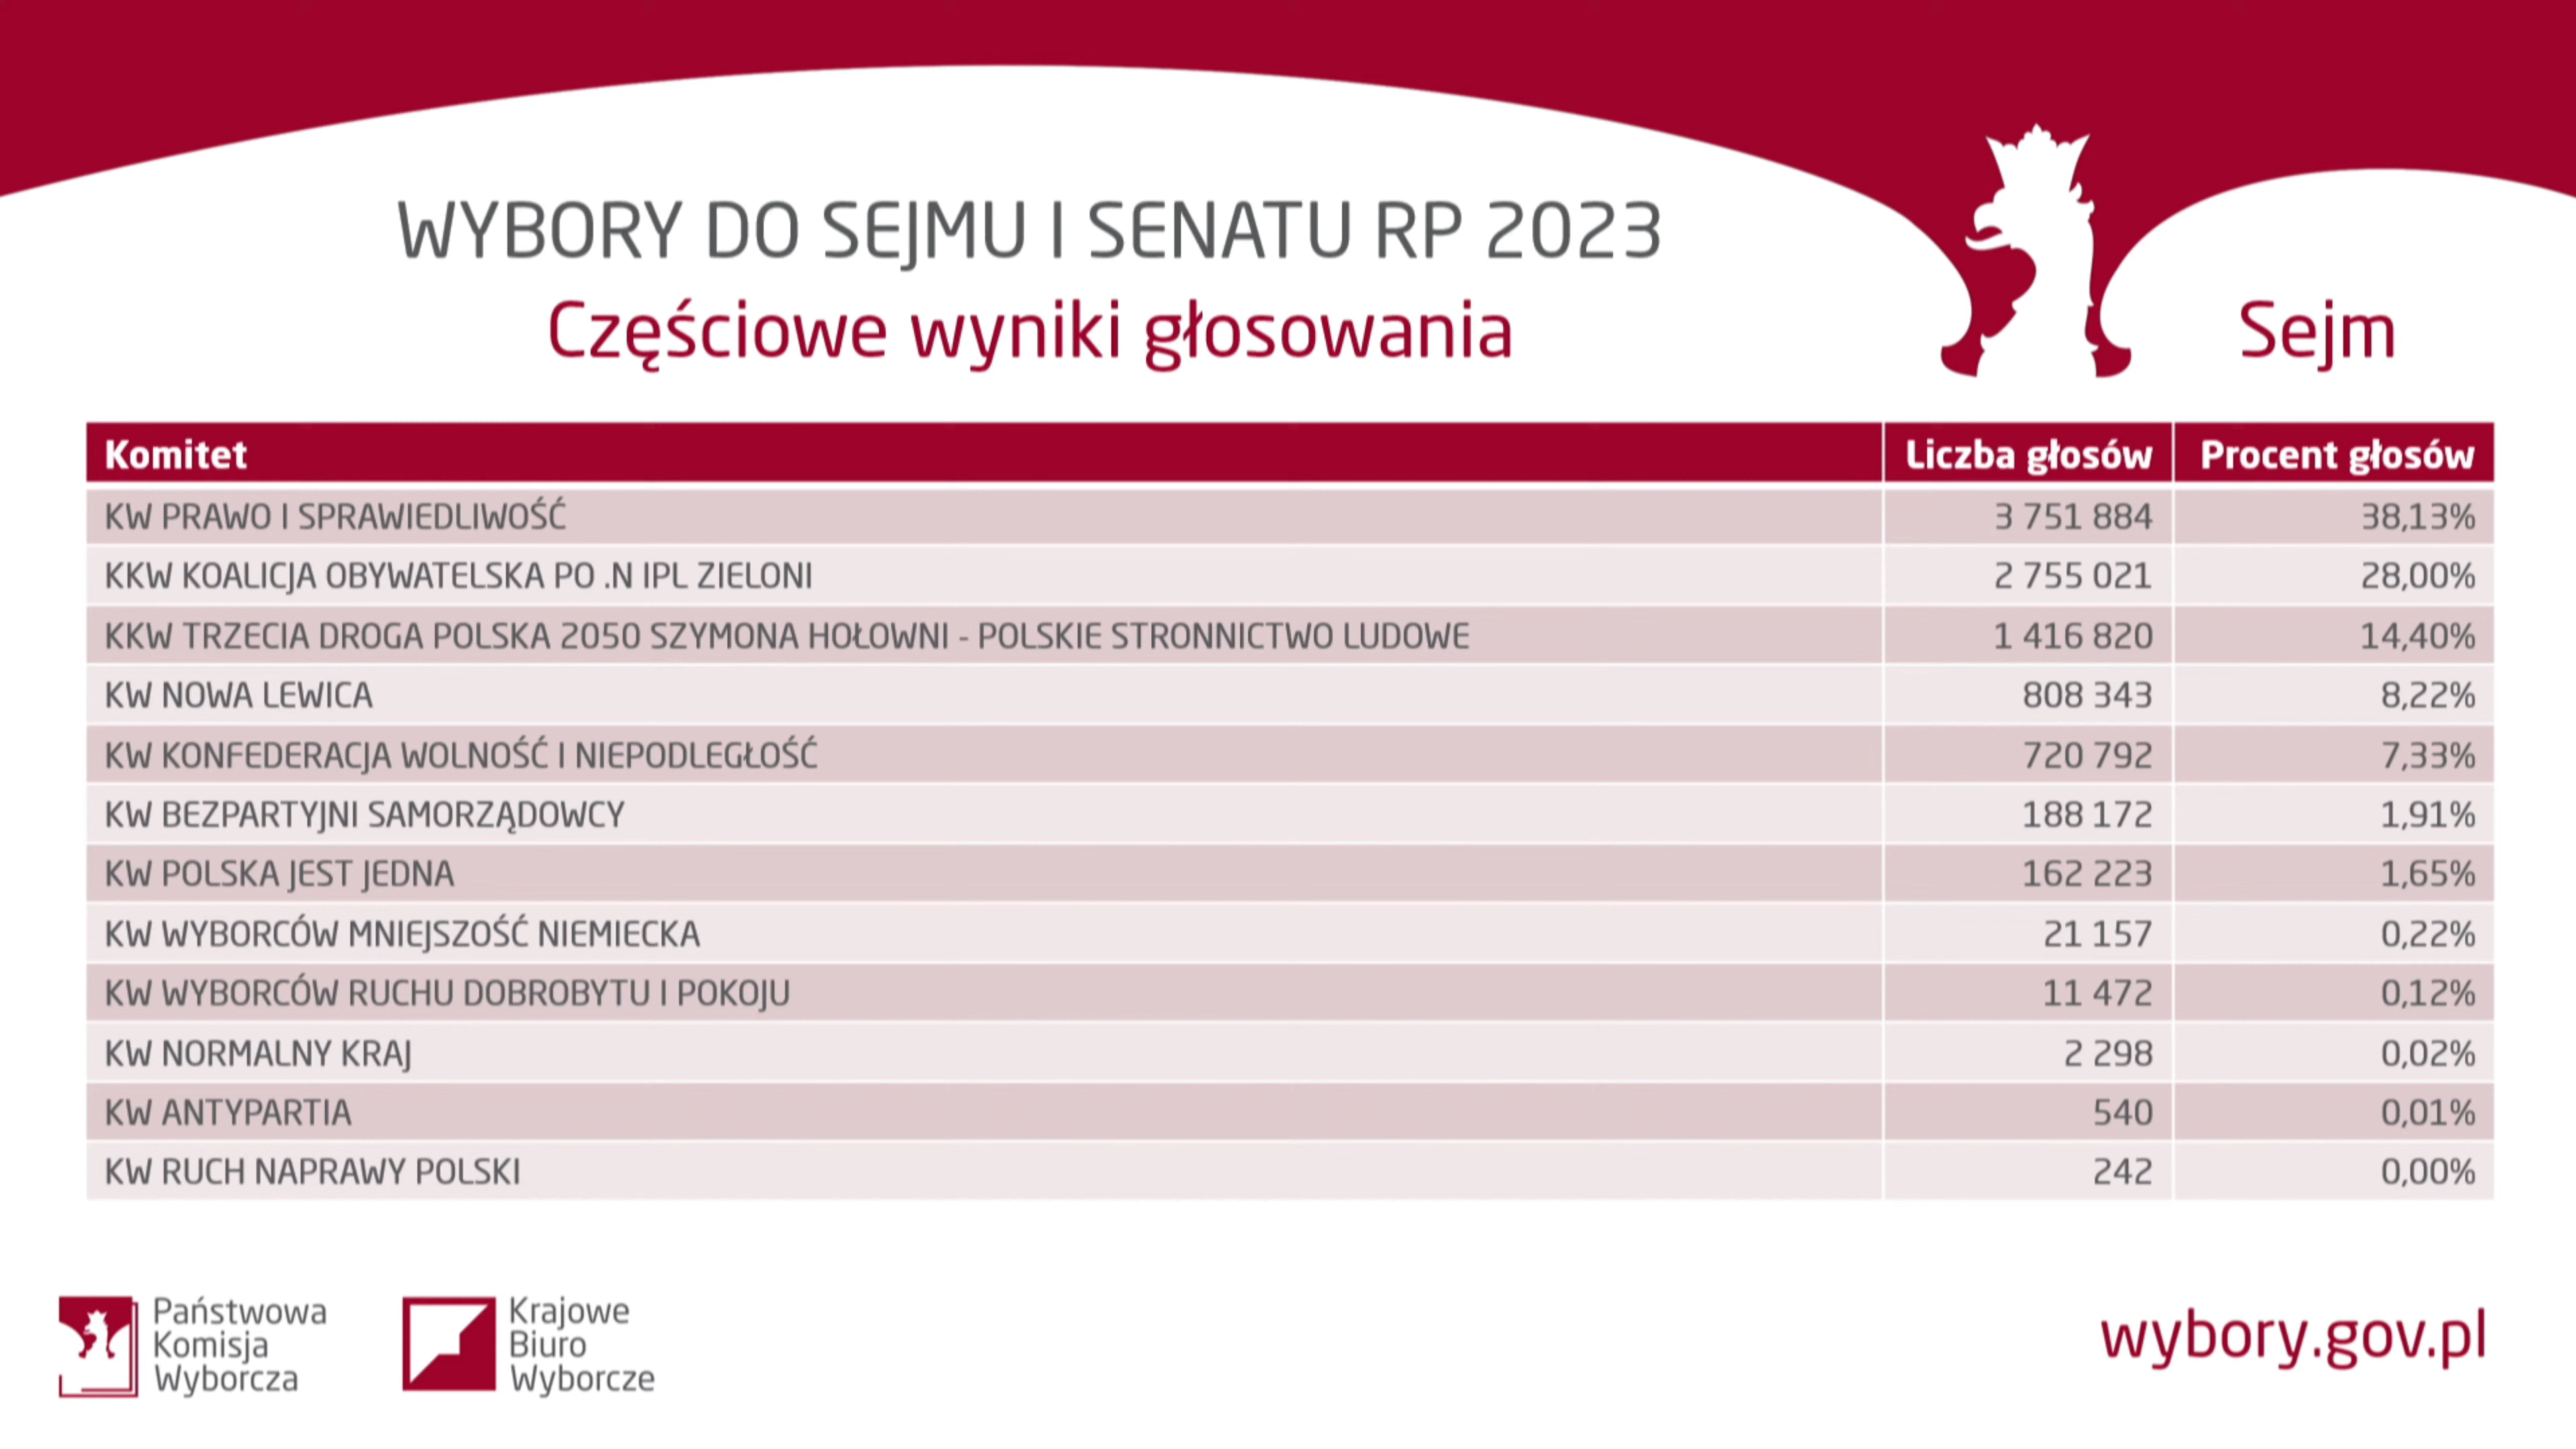 WYBORY DO SEJMU I SENATU RP 2023
Częściowe wyniki głosowania
Sejm
Komitet Liczba głosów Procent głosów
KW PRAWO I SPRAWIEDLIWOŚĆ 3 751 884 38,13%
KKW KOALICJA OBYWATELSKA PO .N IPL ZIELONI 2 755 021 28,00%
KKW TRZECIA DROGA POLSKA 2050 SZYMONA HOŁOWNI - POLSKIE STRONNICTWO LUDOWE 1 416 820 14,40%
KW NOWA LEWICA 808 343 8,22%
KW KONFEDERACJA WOLNOŚĆ I NIEPODLEGŁOŚĆ 720 792 7,33%
KW BEZPARTYJNI SAMORZĄDOWCY 188 172 1,91%
KW POLSKA JEST JEDNA 162 223 1,65%
KW WYBORCÓW MNIEJSZOŚĆ NIEMIECKA 21 157 0,22%
KW WYBORCÓW RUCHU DOBROBYTU I POKOJU 11 472 0,12%
KW NORMALNY KRAJ 2 298 0,02%
KW ANTYPARTIA 540 0,01%
KW RUCH NAPRAWY POLSKI 242 0,00%
Państwowa
Komisja
Wyborcza
Krajowe
Biuro
Wyborcze
wybory.gov.pl